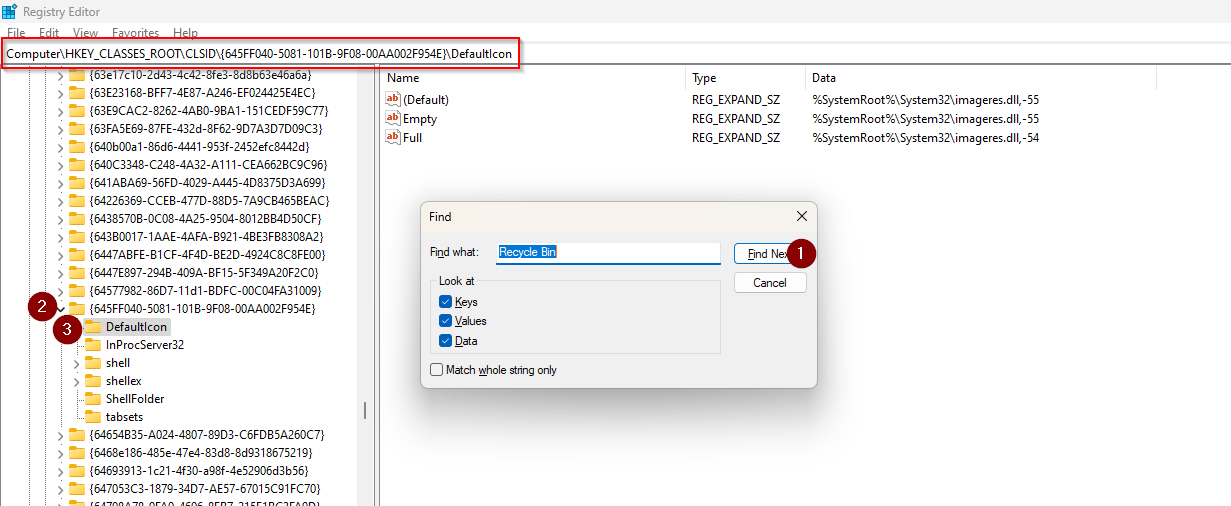 Registry Editor
File Edit View Favorites Help
Computer\HKEY_CLASSES_ROOT\CLSID\{645FF040-5081-101B-9F08-00AA002F954E}\DefaultIcon
{63e17c10-2d43-4c42-8fe3-8d8b63e46a6a}
{63E23168-BFF7-4E87-A246-EF024425E4EC}
{63E9CAC2-8262-4AB0-9BA1-151CEDF59C77}
{63FA5E69-87FE-432d-8F62-9D7A3D7D09C3}
{640b00a1-86d6-4441-953f-2452efc8442d}
{640C3348-C248-4A32-A111-CEA662BC9C96}
{641ABA69-56FD-4029-A445-4D8375D3A699}
{64226369-CCEB-477D-88D5-7A9CB465BEAC}
{6438570B-0C08-4A25-9504-8012BB4D50CF}
{643B0017-1AAE-4AFA-B921-4BE3FB8308A2}
{6447ABFE-B1CF-4F4D-BE2D-4924C8C8FE00}
{6447E897-294B-409A-BF15-5F349A20F2C0}
{64577982-86D7-11d1-BDFC-00C04FA31009}
2
{645FF040-5081-101B-9F08-00AA002F954E}
3
DefaultIcon
InProcServer32
shell
shellex
ShellFolder
tabsets
{64654B35-A024-4807-89D3-C6FDB5A260C7}
{6468e186-485e-47e4-83d8-8d9318675219}
{64693913-1c21-4f30-a98f-4e52906d3b56}
{647053C3-1879-34D7-AE57-67015C91FC70}
Name Type Data
(Default) REG_EXPAND_SZ %SystemRoot%\System32\imageres.dll,-55
Empty REG_EXPAND_SZ %SystemRoot%\System32\imageres.dll,-55
Full REG_EXPAND_SZ %SystemRoot%\System32\imageres.dll,-54
Find
Find what: Recycle Bin Find Nex 1
Look at
Cancel
Keys
Values
Data
Match whole string only